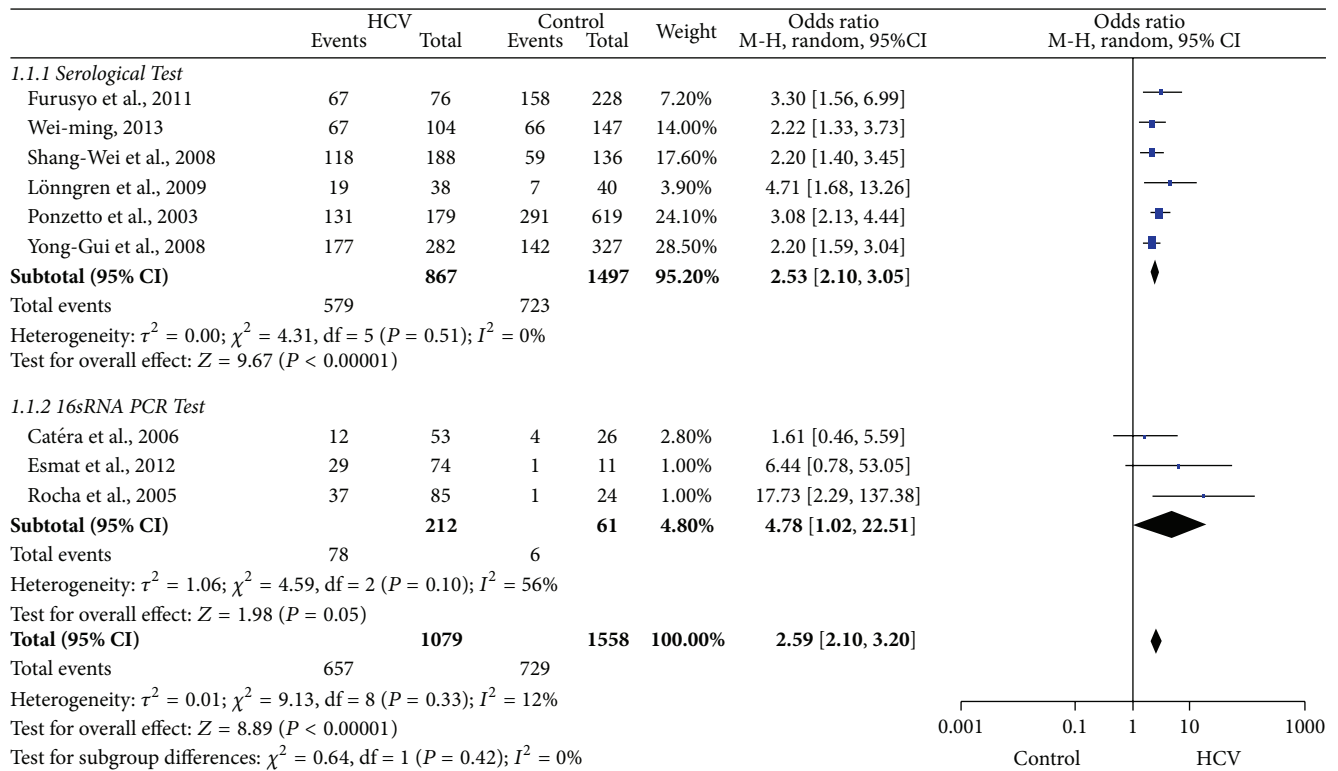 HCV Control Weight Odds ratio Odds ratio
Events Total Events Total M-H, random, 95%CI M-H, random, 95% CI
1.1.1 Serological Test
Furusyo et al., 2011 67 76 158 228 7.20% 3.30 [1.56, 6.99]
Wei-ming, 2013 67 104 66 147 14.00% 2.22 [1.33, 3.73]
Shang-Wei et al., 2008 118 188 59 136 17.60% 2.20 [1.40, 3.45]
Lönngren et al., 2009 19 38 7 40 3.90% 4.71 [1.68, 13.26]
Ponzetto et al., 2003 131 179 291 619 24.10% 3.08 [2.13, 4.44]
Yong-Gui et al., 2008 177 282 142 327 28.50% 2.20 [1.59, 3.04]
Subtotal (95% CI) 867 1497 95.20% 2.53 [2.10, 3.05]
Total events 579 723
Heterogeneity: τ² = 0.00; χ² = 4.31, df = 5 (P = 0.51); I² = 0%
Test for overall effect: Z = 9.67 (P < 0.00001)
1.1.2 16sRNA PCR Test
Catéra et al., 2006 12 53 4 26 2.80% 1.61 [0.46, 5.59]
Esmat et al., 2012 29 74 1 11 1.00% 6.44 [0.78, 53.05]
Rocha et al., 2005 37 85 1 24 1.00% 17.73 [2.29, 137.38]
Subtotal (95% CI) 212 61 4.80% 4.78 [1.02, 22.51]
Total events 78 6
Heterogeneity: τ² = 1.06; χ² = 4.59, df = 2 (P = 0.10); I² = 56%
Test for overall effect: Z = 1.98 (P = 0.05)
Total (95% CI) 1079 1558 100.00% 2.59 [2.10, 3.20]
Total events 657 729
Heterogeneity: τ² = 0.01; χ² = 9.13, df = 8 (P = 0.33); I² = 12%
Test for overall effect: Z = 8.89 (P < 0.00001)
Test for subgroup differences: χ² = 0.64, df = 1 (P = 0.42); I² = 0%
0.001 0.1 1 10 1000
Control HCV